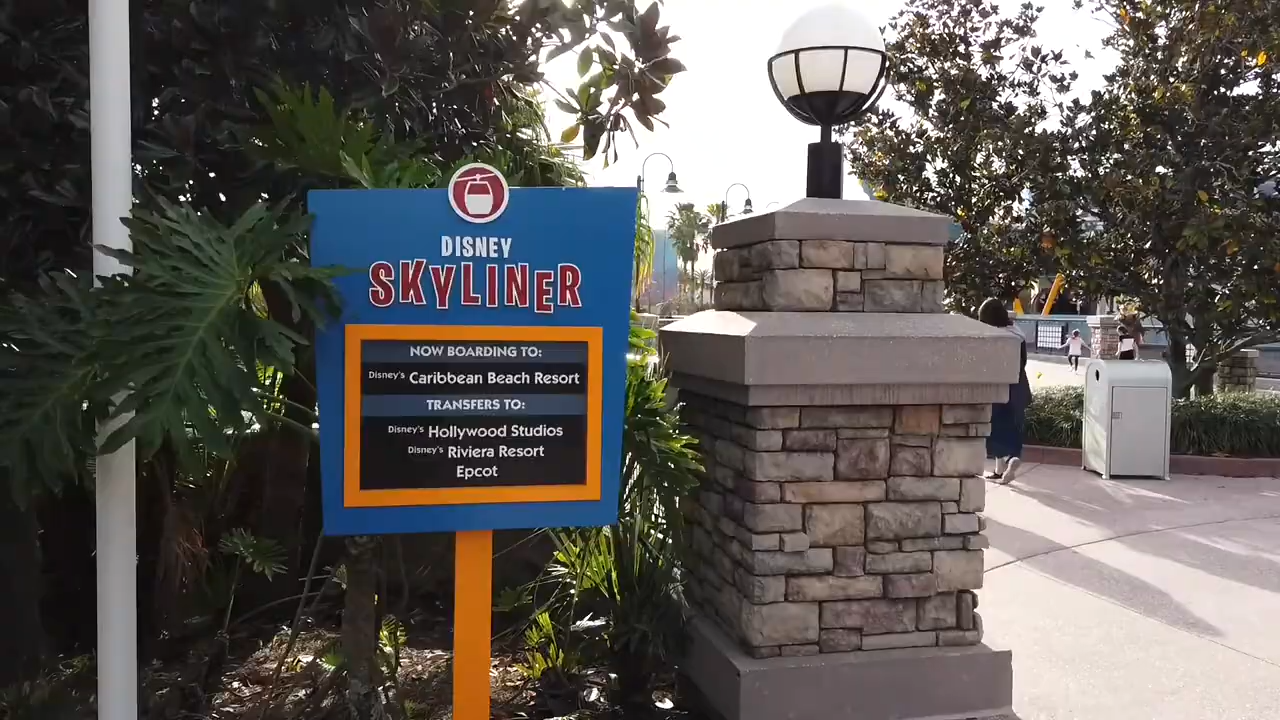 DISNEY
SKYLINER
NOW BOARDING TO:
Disney's Caribbean Beach Resort
TRANSFERS TO:
Disney's Hollywood Studios
Disney's Riviera Resort
Epcot